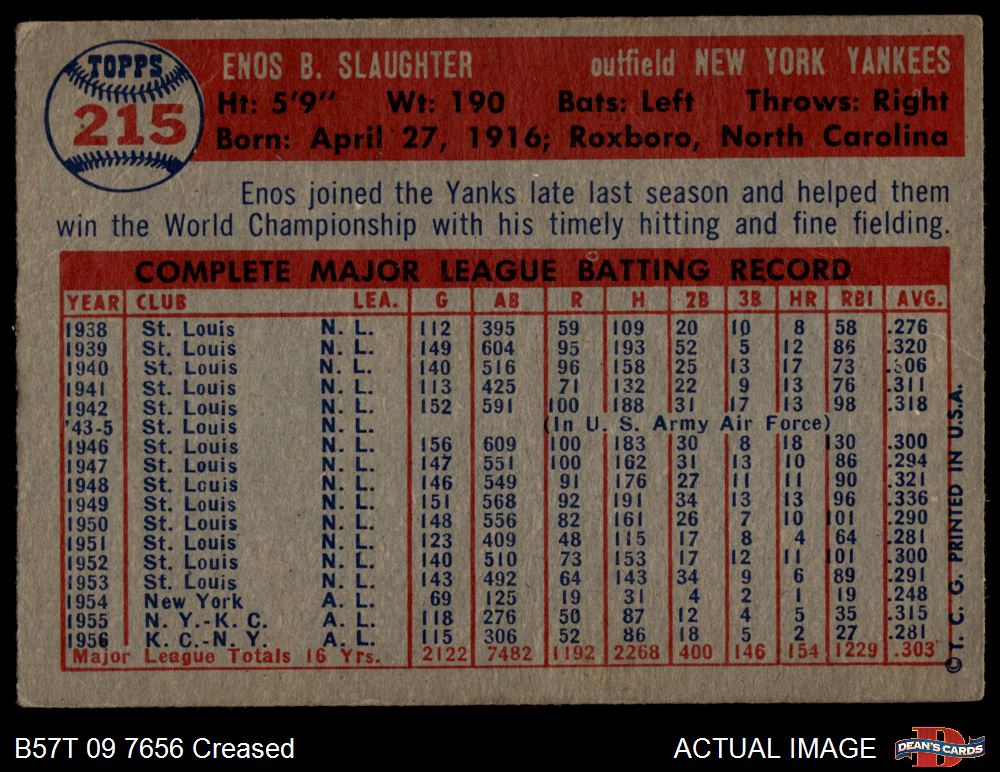 TOPPS
215
ENOS B. SLAUGHTER outfield NEW YORK YANKEES
Ht: 5'9" Wt: 190 Bats: Left Throws: Right
Born: April 27, 1916; Roxboro, North Carolina
Enos joined the Yanks late last season and helped them
win the World Championship with his timely hitting and fine fielding.
COMPLETE MAJOR LEAGUE BATTING RECORD
YEAR CLUB LEA. G AB R H 2B 3B HR RBI AVG.
1938 St. Louis N. L. 112 395 59 109 20 10 8 58 .276
1939 St. Louis N. L. 149 604 95 193 52 5 12 86 .320
1940 St. Louis N. L. 140 516 96 158 25 13 17 73 .306
1941 St. Louis N. L. 113 425 71 132 22 9 13 76 .311
1942 St. Louis N. L. 152 591 100 188 31 17 13 98 .318
'43-5 (In U. S. Army Air Force)
1946 St. Louis N. L. 156 609 100 183 30 8 18 130 .300
1947 St. Louis N. L. 147 551 100 162 31 13 10 86 .294
1948 St. Louis N. L. 146 549 91 176 27 11 11 90 .321
1949 St. Louis N. L. 151 568 92 191 34 13 13 96 .336
1950 St. Louis N. L. 148 556 82 161 26 7 10 101 .290
1951 St. Louis N. L. 123 409 48 115 17 8 4 64 .281
1952 St. Louis N. L. 140 510 73 153 17 12 11 101 .300
1953 St. Louis N. L. 143 492 64 143 34 9 6 89 .291
1954 New York A. L. 69 125 19 31 4 2 1 19 .248
1955 N. Y.-K. C. A. L. 118 276 50 87 12 4 5 35 .315
1956 K. C.-N. Y. A. L. 115 306 52 86 18 5 2 27 .281
Major League Totals 16 Yrs. 2122 7482 1192 2268 400 146 154 1229 .303
© T. C. G. PRINTED IN U.S.A.
B57T 09 7656 Creased
ACTUAL IMAGE
DEAN'S CARDS